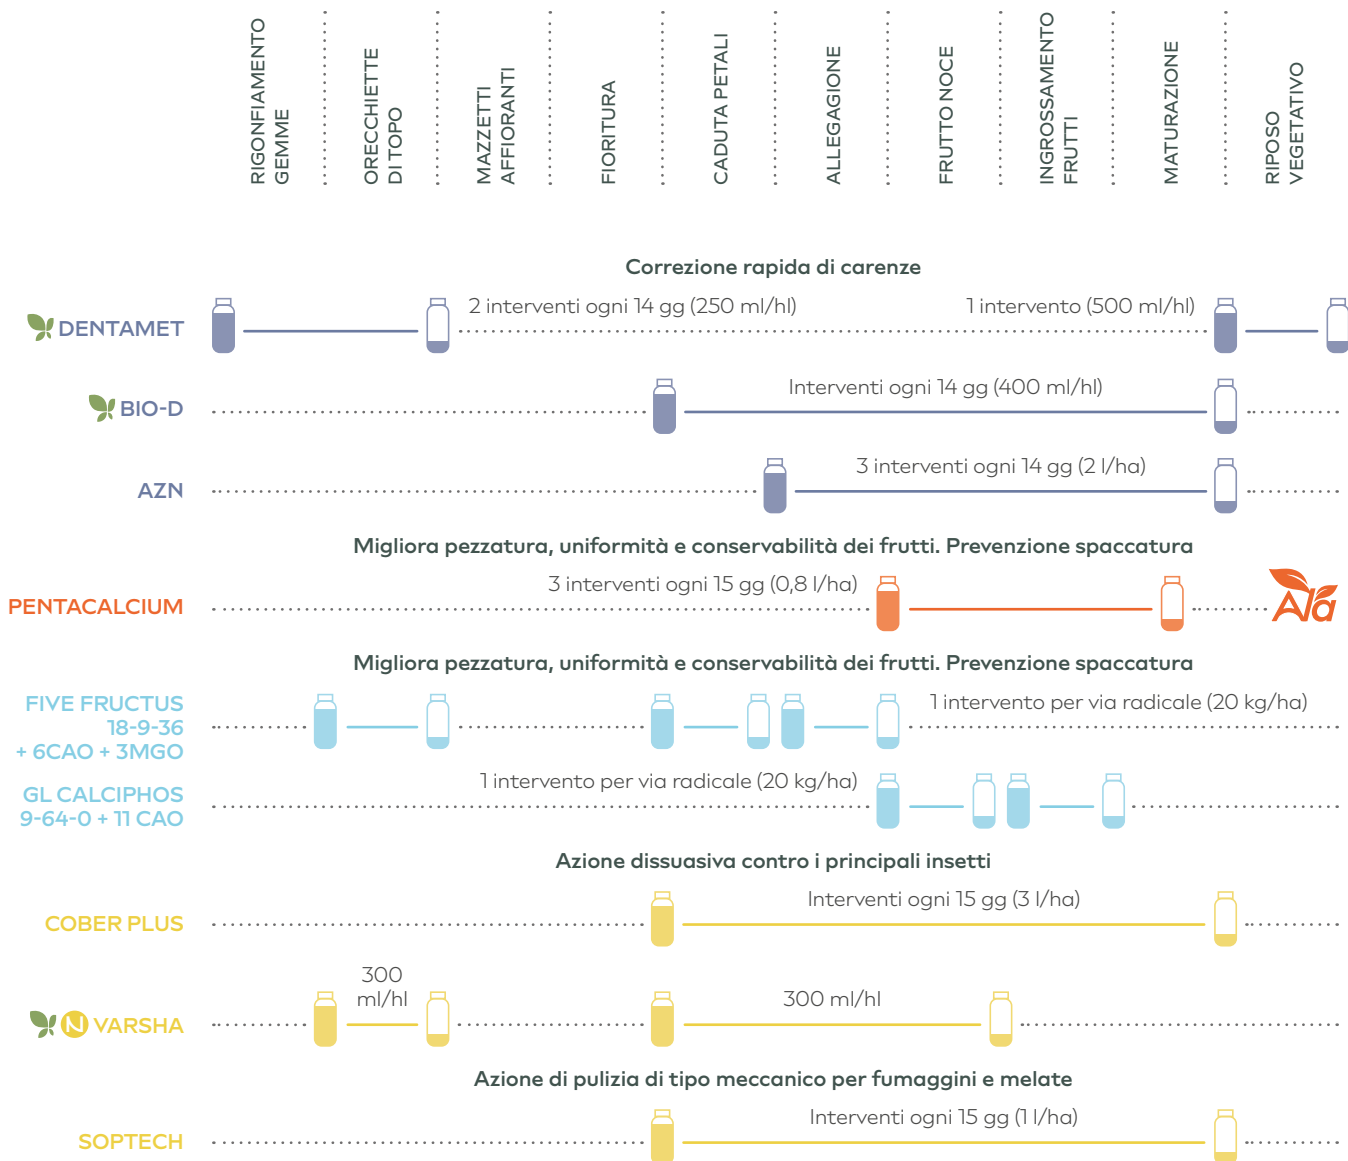 RIGONFIAMENTO
GEMME
ORECCHIETTE
DI TOPO
MAZZETTI
AFFIORANTI
FIORITURA
CADUTA PETALI
ALLEGAGIONE
FRUTTO NOCE
INGROSSAMENTO
FRUTTI
MATURAZIONE
RIPOSO
VEGETATIVO
Correzione rapida di carenze
DENTAMET
2 interventi ogni 14 gg (250 ml/hl)
1 intervento (500 ml/hl)
BIO-D
Interventi ogni 14 gg (400 ml/hl)
AZN
3 interventi ogni 14 gg (2 l/ha)
Migliora pezzatura, uniformità e conservabilità dei frutti. Prevenzione spaccatura
PENTACALCIUM
3 interventi ogni 15 gg (0,8 l/ha)
Ala
Migliora pezzatura, uniformità e conservabilità dei frutti. Prevenzione spaccatura
FIVE FRUCTUS
18-9-36
+ 6CAO + 3MGO
1 intervento per via radicale (20 kg/ha)
GL CALCIPHOS
9-64-0 + 11 CAO
1 intervento per via radicale (20 kg/ha)
Azione dissuasiva contro i principali insetti
COBER PLUS
Interventi ogni 15 gg (3 l/ha)
N VARSHA
300
ml/hl
300 ml/hl
Azione di pulizia di tipo meccanico per fumaggini e melate
SOPTECH
Interventi ogni 15 gg (1 l/ha)